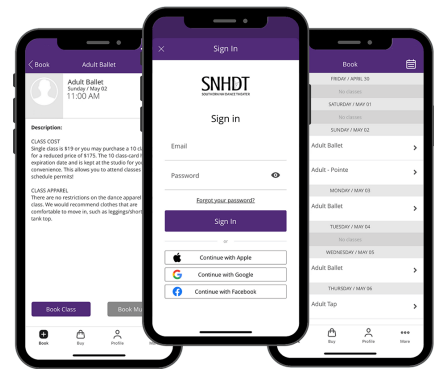 Book
Adult Ballet
Adult Ballet
Sunday / May 02
11:00 AM
Description:
CLASS COST
Single class is $19 or you may purchase a 10 cl
for a reduced price of $175. The 10 class-card
expiration date and is kept at the studio for yo
convenience. This allows you to attend classes
schedule permits!
CLASS APPAREL
There are no restrictions on the dance apparel
class. We would recommend clothes that are
comfortable to move in, such as leggings/short
tank top.
Book Class
Book Mu
Book
Buy
Profile
Sign In
SNHDT
SOUTHERN NH DANCE THEATER
Sign in
Email
Password
Forgot your password?
Sign In
or
Continue with Apple
Continue with Google
Continue with Facebook
Book
FRIDAY / APRIL 30
No classes
SATURDAY / MAY 01
No classes
SUNDAY / MAY 02
Adult Ballet
Adult - Pointe
MONDAY / MAY 03
Adult Ballet
TUESDAY / MAY 04
No classes
WEDNESDAY / MAY 05
Adult Ballet
THURSDAY / MAY 06
Adult Tap
Buy
Profile
More